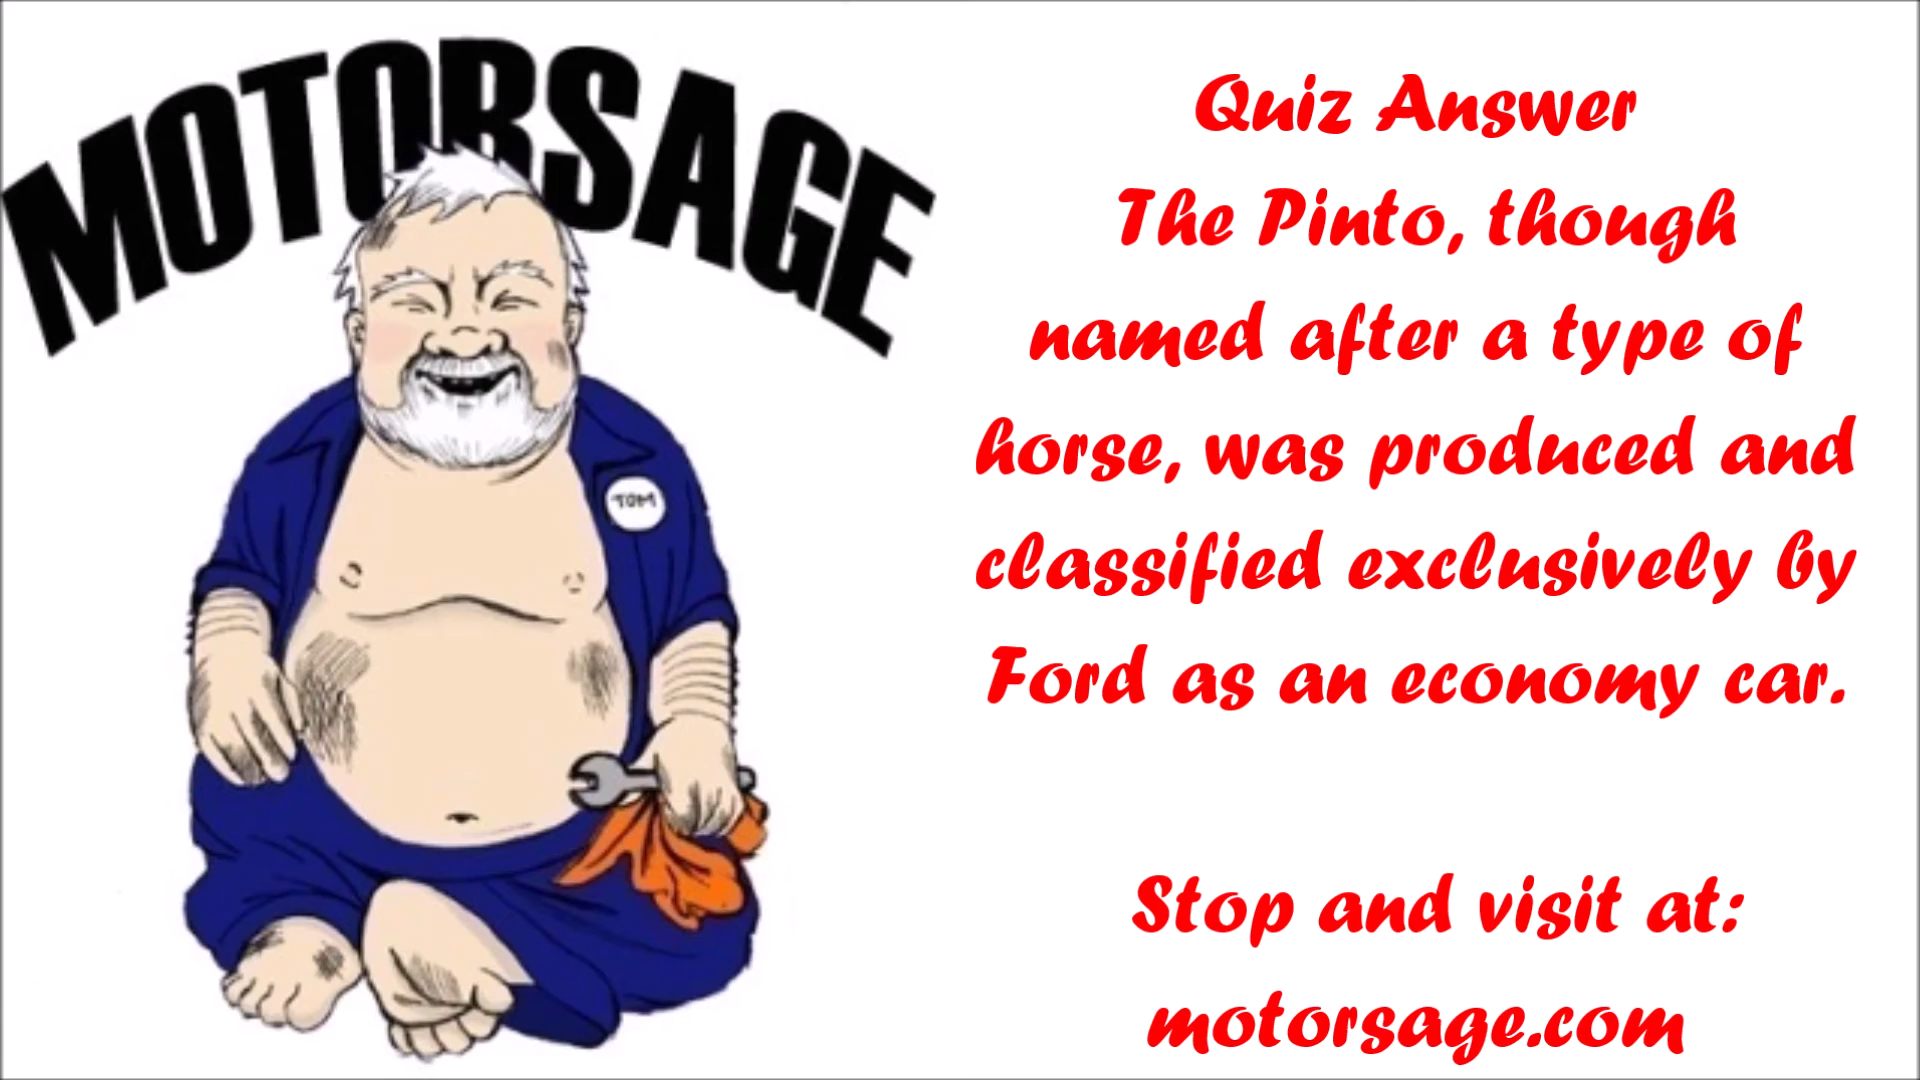 MOTORSAGE
TOM
Quiz Answer
The Pinto, though
named after a type of
horse, was produced and
classified exclusively by
Ford as an economy car.
Stop and visit at:
motorsage.com